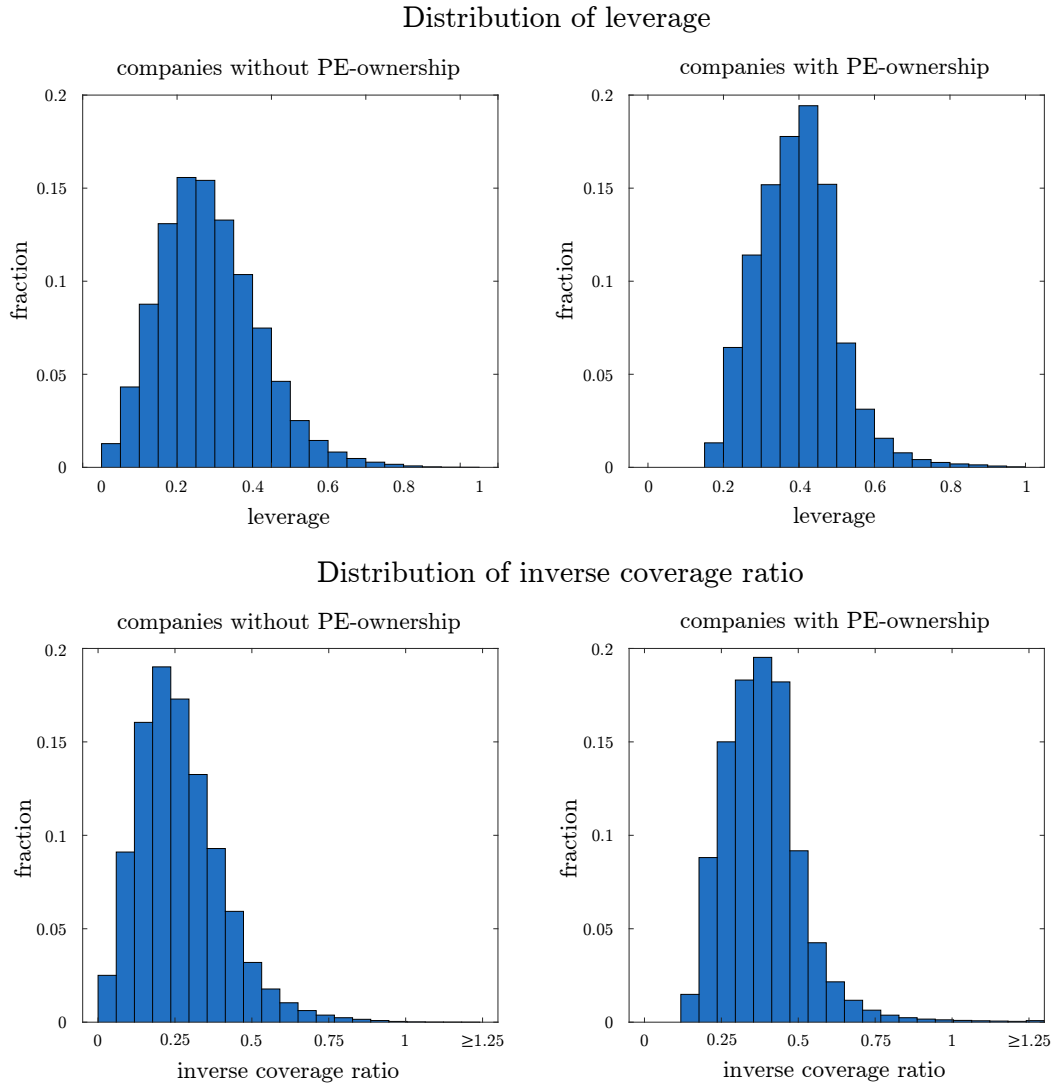 Distribution of leverage
companies without PE-ownership
companies with PE-ownership
0.2
0.15
0.1
0.05
0
fraction
0 0.2 0.4 0.6 0.8 1
leverage
0.2
0.15
0.1
0.05
0
fraction
0 0.2 0.4 0.6 0.8 1
leverage
Distribution of inverse coverage ratio
companies without PE-ownership
companies with PE-ownership
0.2
0.15
0.1
0.05
0
fraction
0 0.25 0.5 0.75 1 ≥1.25
inverse coverage ratio
0.2
0.15
0.1
0.05
0
fraction
0 0.25 0.5 0.75 1 ≥1.25
inverse coverage ratio